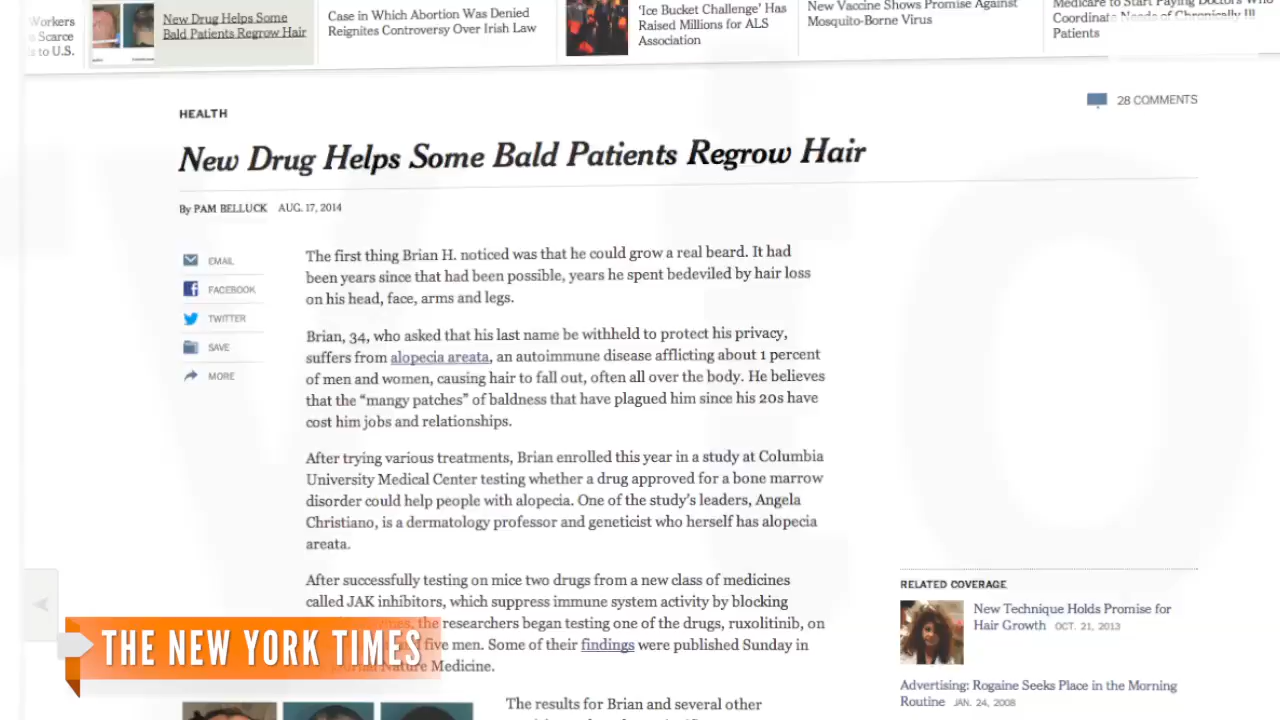 Workers
s Scarce
s to U.S.
New Drug Helps Some
Bald Patients Regrow Hair
Case in Which Abortion Was Denied
Reignites Controversy Over Irish Law
'Ice Bucket Challenge' Has
Raised Millions for ALS
Association
New Vaccine Shows Promise Against
Mosquito-Borne Virus
Medicare to Start Paying Doctors Who
Coordinate Needs of Chronically Ill
Patients
HEALTH
28 COMMENTS
New Drug Helps Some Bald Patients Regrow Hair
By PAM BELLUCK AUG. 17, 2014
EMAIL
FACEBOOK
TWITTER
SAVE
MORE
The first thing Brian H. noticed was that he could grow a real beard. It had
been years since that had been possible, years he spent bedeviled by hair loss
on his head, face, arms and legs.
Brian, 34, who asked that his last name be withheld to protect his privacy,
suffers from alopecia areata, an autoimmune disease afflicting about 1 percent
of men and women, causing hair to fall out, often all over the body. He believes
that the “mangy patches” of baldness that have plagued him since his 20s have
cost him jobs and relationships.
After trying various treatments, Brian enrolled this year in a study at Columbia
University Medical Center testing whether a drug approved for a bone marrow
disorder could help people with alopecia. One of the study’s leaders, Angela
Christiano, is a dermatology professor and geneticist who herself has alopecia
areata.
After successfully testing on mice two drugs from a new class of medicines
called JAK inhibitors, which suppress immune system activity by blocking
the researchers began testing one of the drugs, ruxolitinib, on
five men. Some of their findings were published Sunday in
Nature Medicine.
The results for Brian and several other
THE NEW YORK TIMES
RELATED COVERAGE
New Technique Holds Promise for
Hair Growth OCT. 21, 2013
Advertising: Rogaine Seeks Place in the Morning
Routine JAN. 24, 2008